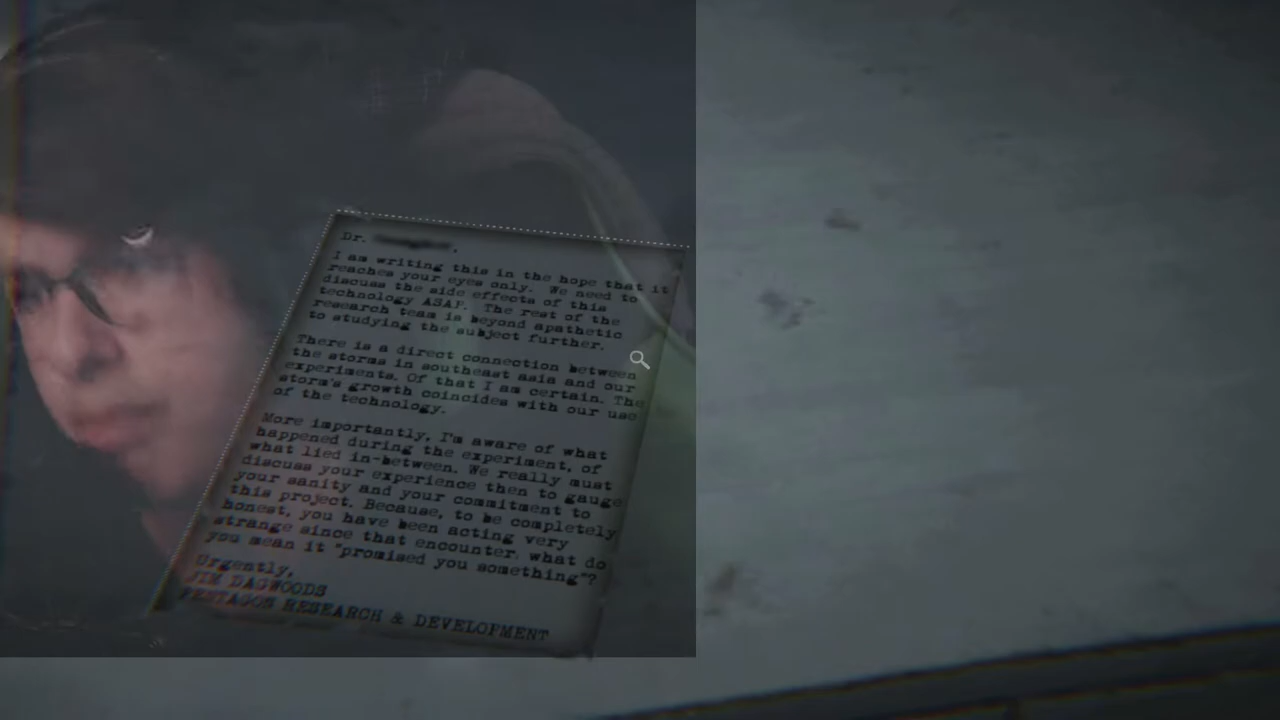 Dr.
I am writing this in the hope that it
reaches your eyes only. We need to
discuss the side effects of this
technology ASAP. The rest of the
research team is beyond apathetic
to studying the subject further.
There is a direct connection between
the storms in southeast asia and our
experiments. Of that I am certain. The
storm's growth coincides with our use
of the technology.
More importantly, I'm aware of what
happened during the experiment, of
what lied in-between. We really must
discuss your experience then to gauge
your sanity and your commitment to
this project. Because, to be completely
honest, you have been acting very
strange since that encounter. what do
you mean it "promised you something"?
Urgently,
JIM DAGWOODS
PENTAGON RESEARCH & DEVELOPMENT